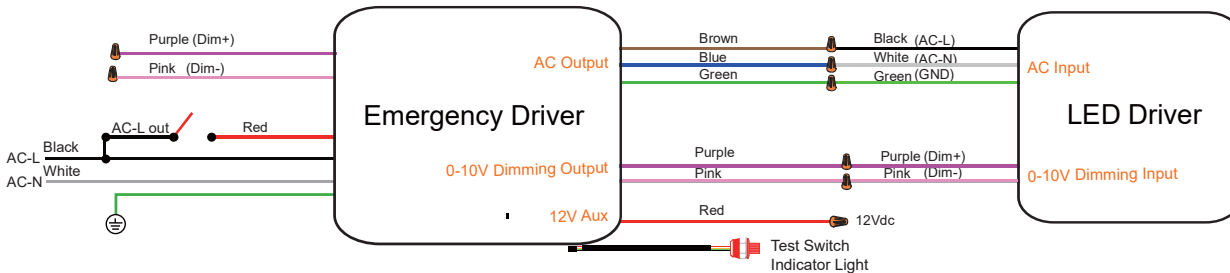 Purple (Dim+)
Pink (Dim-)
AC-L out
Red
Black
AC-L
White
AC-N
Emergency Driver
AC Output
0-10V Dimming Output
12V Aux
Brown
Blue
Green
Black (AC-L)
White (AC-N)
Green (GND)
Purple
Pink
Purple (Dim+)
Pink (Dim-)
Red
12Vdc
Test Switch
Indicator Light
AC Input
LED Driver
0-10V Dimming Input